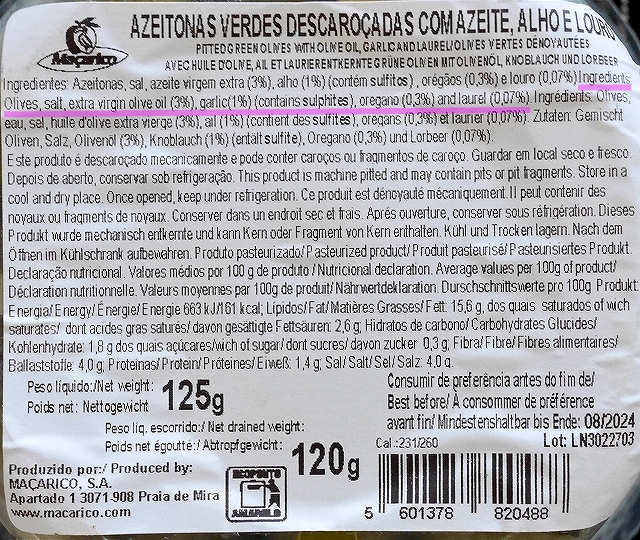 AZEITONAS VERDES DESCAROÇADAS COM AZEITE, ALHO E LOURO
PITTED GREEN OLIVES WITH OLIVE OIL, GARLIC AND LAUREL/OLIVES VERTES DÉNOYAUTÉES
AVEC HUILE D'OLIVE, AIL ET LAURIER ENTKERNTE GRÜNE OLIVEN MIT OLIVENÖL, KNOBLAUCH UND LORBEER
Maçarico
Ingredientes: Azeitonas, sal, azeite virgem extra (3%), alho (1%) (contém sulfitos), orégãos (0,3%) e louro (0,07%). Ingredients:
Olives, salt, extra virgin olive oil (3%), garlic(1%) (contains sulphites), oregano (0,3%) and laurel (0,07%). Ingrédients: Olives,
eau, sel, huile d'olive extra vierge (3%), ail (1%) (contient des sulfites), oregans (0,3%) et laurier (0,07%). Zutaten: Gemischt
Oliven, Salz, Olivenöl (3%), Knoblauch (1%) (entält sulfite), Oregano (0,3%) und Lorbeer (0,07%).
Este produto é descaroçado mecanicamente e pode conter caroços ou fragmentos de caroço. Guardar em local seco e fresco.
Depois de aberto, conservar sob refrigeração. This product is machine pitted and may contain pits or pit fragments. Store in a
cool and dry place. Once opened, keep under refrigeration. Ce produit est dénoyauté mécaniquement. Il peut contenir des
noyaux ou fragments de noyaux. Conserver dans un endroit sec et frais. Aprés ouverture, conserver sous réfrigération. Dieses
Produkt wurde mechanisch entkernte und kann Kern oder Fragment von Kern enthalten. Kühl und Trocken lagern. Nach dem
Öffnen im Kühlschrank aufbewahren. Produto pasteurizado/ Pasteurized product/ Produit pasteurisé/ Pasteurisiertes Produkt.
Declaração nutricional. Valores médios por 100 g de produto / Nutritional declaration. Average values per 100g of product/
Déclaration nutritionnelle. Valeurs moyennes par 100g de produit/ Nährwertdeklaration. Durschschnittswerte pro 100g Produkt:
Energia/ Energy/ Énergie/ Energie 663 kJ/161 kcal; Lípidos/ Fat/ Matières Grasses/ Fett: 15,6 g, dos quais saturados of wich
saturates/ dont acides gras saturés/ davon gesättigte Fettsäuren: 2,6 g; Hidratos de carbono/ Carbohydrates Glucides/
Kohlenhydrate: 1,8 g dos quais açúcares/wich of sugar/ dont sucres/ davon zucker 0,3 g; Fibra/ Fibre/ Fibres alimentaires/
Ballaststoffe: 4,0 g; Proteínas/ Protein/ Próteines/ Eiweß: 1,4 g; Sal/ Salt/ Sel/ Salz: 4,0 g.
Peso líquido:/Net weight:
Poids net: Nettogewicht
125g
Peso líq. escorrido:/ Net drained weight:
Poids net égoutté:/ Abtropfgewicht:
120g
Consumir de preferência antes do fim de/
Best before/ À consommer de préférence
avant fin/ Mindestenshaltbar bis Ende: 08/2024
Cal.:231/260
Lot: LN3022703
Produzido por:/ Produced by:
MAÇARICO, S.A.
Apartado 1 3071 908 Praia de Mira
www.macarico.com
ECOPONTO
AMARELO
5 601378 820488